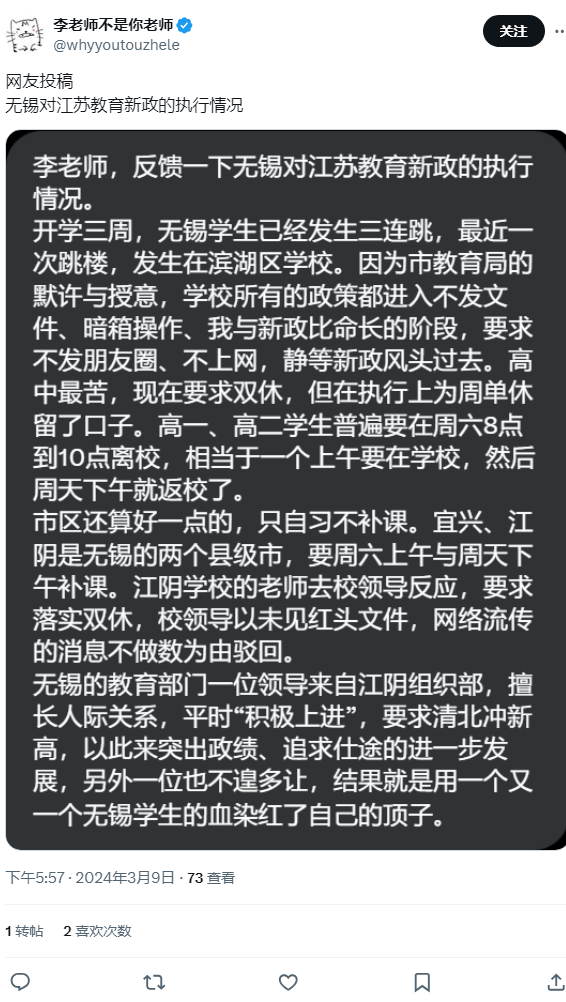 李老师不是你老师
关注
@whyyoutouzhele
网友投稿
无锡对江苏教育新政的执行情况
李老师，反馈一下无锡对江苏教育新政的执行
情况。
开学三周，无锡学生已经发生三连跳，最近一
次跳楼，发生在滨湖区学校。因为市教育局的
默许与授意，学校所有的政策都进入不发文
件、暗箱操作、我与新政比命长的阶段，要求
不发朋友圈、不上网，静等新政风头过去。高
中最苦，现在要求双休，但在执行上为周单休
留了口子。高一、高二学生普遍要在周六8点
到10点离校，相当于一个上午要在学校，然后
周天下午就返校了。
市区还算好一点的，只自习不补课。宜兴、江
阴是无锡的两个县级市，要周六上午与周天下
午补课。江阴学校的老师去校领导反应，要求
落实双休，校领导以未见红头文件，网络流传
的消息不做数为由驳回。
无锡的教育部门一位领导来自江阴组织部，擅
长人际关系，平时“积极上进”，要求清北冲新
高，以此来突出政绩、追求仕途的进一步发
展，另外一位也不遑多让，结果就是用一个又
一个无锡学生的血染红了自己的顶子。
下午5:57 · 2024年3月9日 · 73 查看
1 转帖 2 喜欢次数